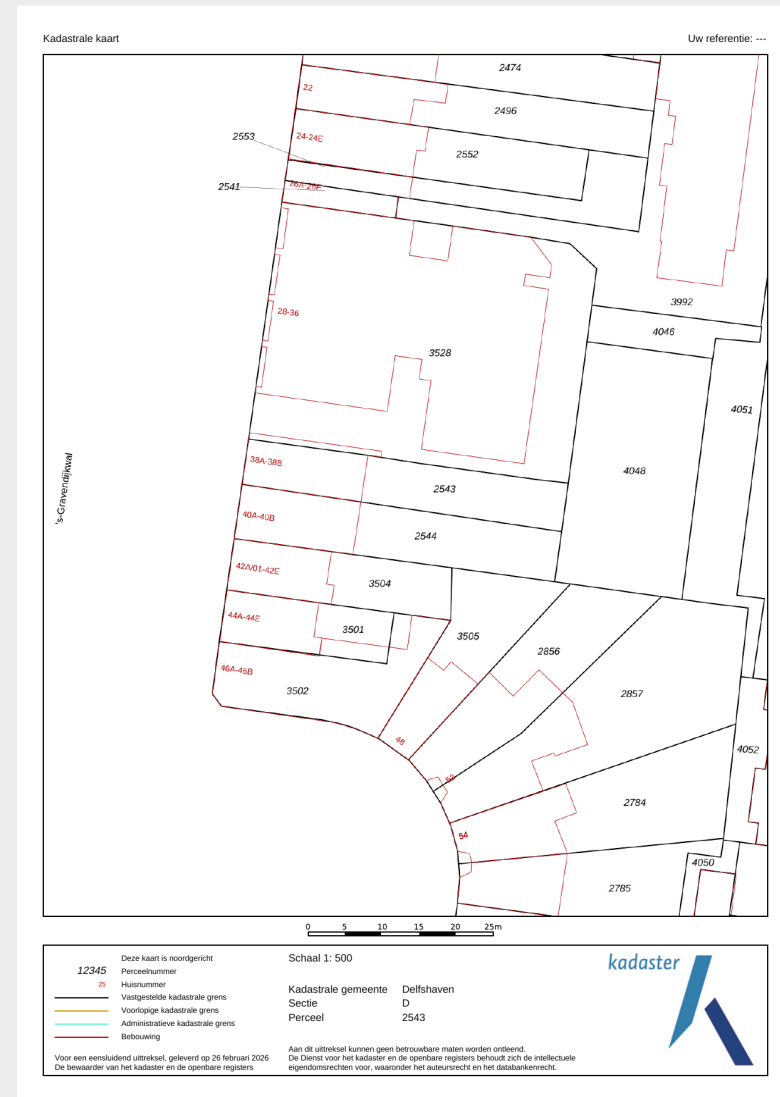 Kadastrale kaart
Uw referentie: ---
2474
22
2496
2553
24-24E
2552
2541
26A-26F
3992
28-36
4046
3528
4051
's-Gravendijkwal
38A-38B
4048
2543
40A-40B
2544
42A/01-42E
3504
44A-44E
3501
3505
2856
46A-46B
3502
2857
48
4052
52
2784
54
4050
2785
0 5 10 15 20 25m
Deze kaart is noordgericht
12345 Perceelnummer
25 Huisnummer
Vastgestelde kadastrale grens
Voorlopige kadastrale grens
Administratieve kadastrale grens
Bebouwing
Voor een eensluidend uittreksel, geleverd op 26 februari 2026
De bewaarder van het kadaster en de openbare registers
Schaal 1: 500
Kadastrale gemeente Delfshaven
Sectie D
Perceel 2543
Aan dit uittreksel kunnen geen betrouwbare maten worden ontleend.
De Dienst voor het kadaster en de openbare registers behoudt zich de intellectuele
eigendomsrechten voor, waaronder het auteursrecht en het databankenrecht.
kadaster